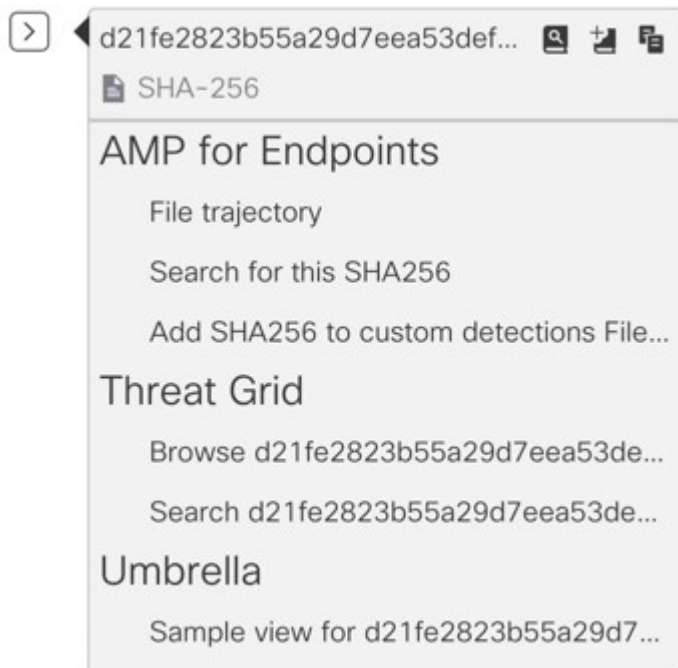 d21fe2823b55a29d7eea53def...
SHA-256
AMP for Endpoints
File trajectory
Search for this SHA256
Add SHA256 to custom detections File...
Threat Grid
Browse d21fe2823b55a29d7eea53de...
Search d21fe2823b55a29d7eea53de...
Umbrella
Sample view for d21fe2823b55a29d7...